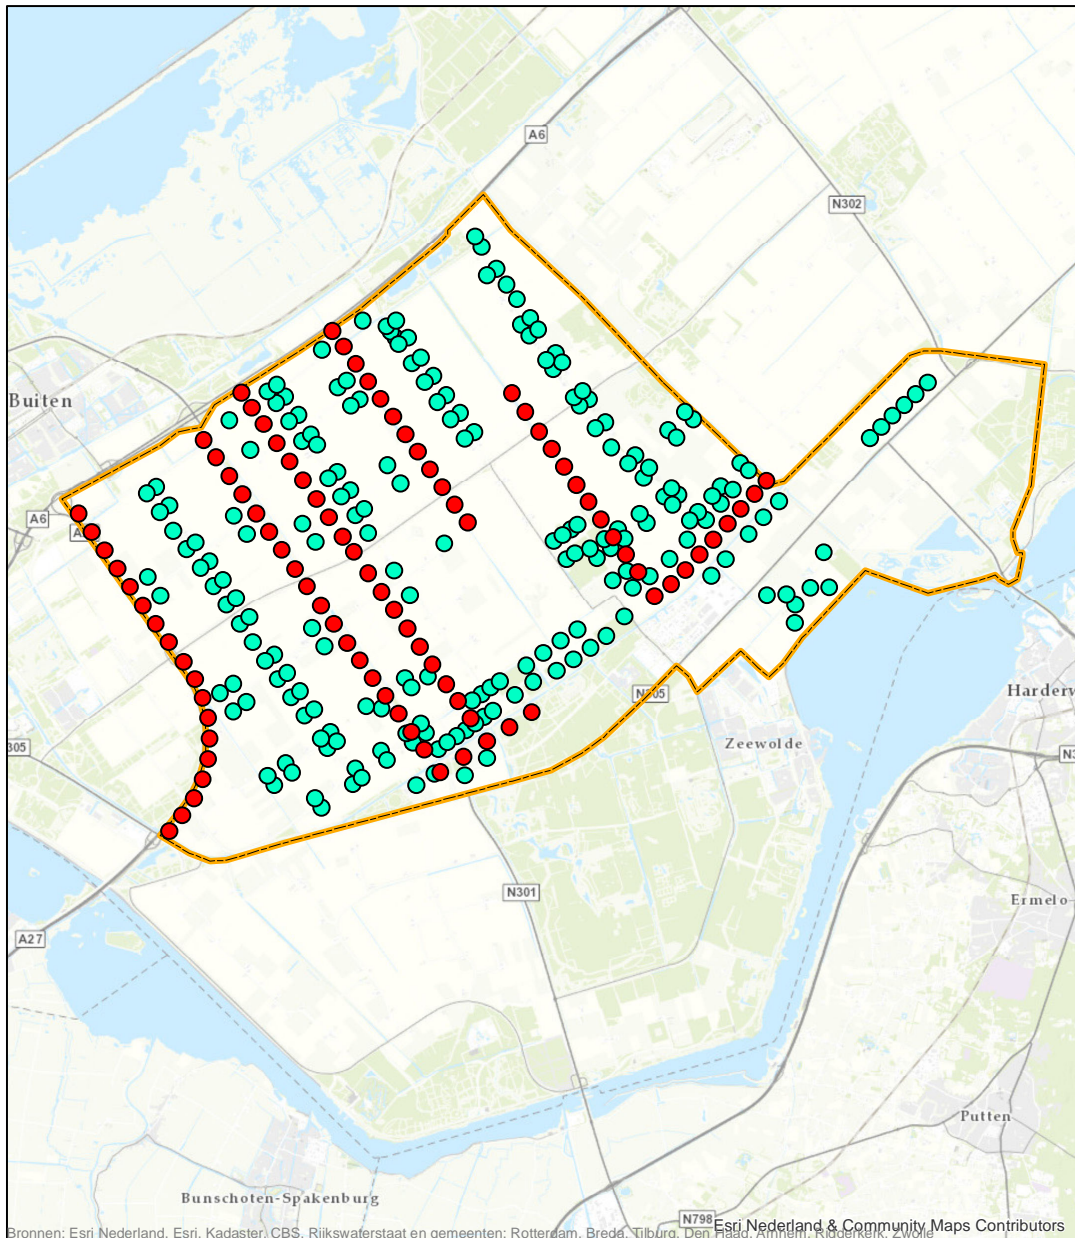 A6
N302
Buiten
A6
305
N305
Zeewolde
Harderw
N3
N301
Ermelo
A27
Putten
Bunschoten-Spakenburg
N798
Esri Nederland & Community Maps Contributors
Bronnen: Esri Nederland, Esri, Kadaster, CBS, Rijkswaterstaat en gemeenten: Rotterdam, Breda, Tilburg, Den Haag, Arnhem, Ridderkerk, Zwolle